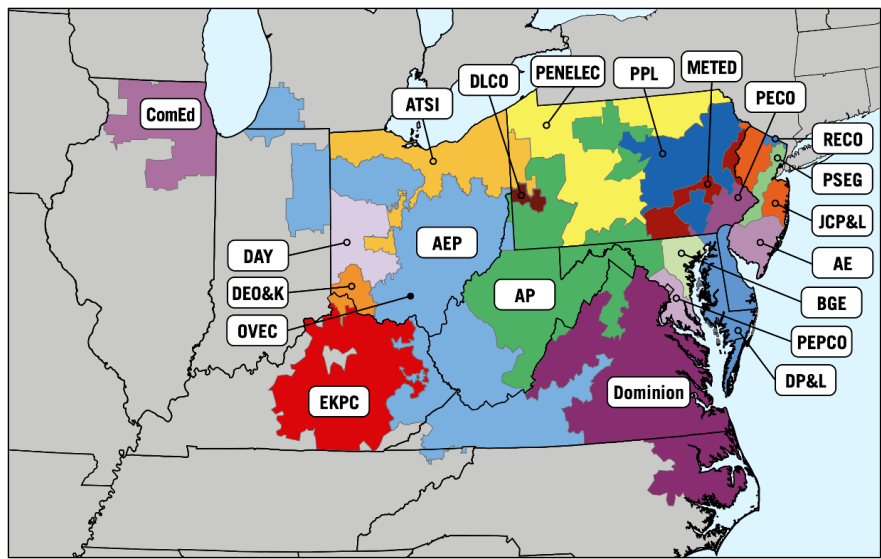 ComEd
ATSI
DLCO
PENELEC
PPL
METED
PECO
RECO
PSEG
JCP&L
AE
BGE
PEPCO
DP&L
DAY
DEO&K
OVEC
AEP
AP
EKPC
Dominion